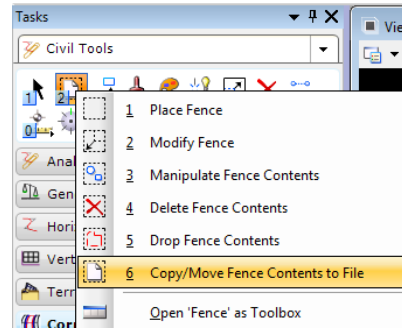 Tasks
Vie
Civil Tools
1
2
0
1 Place Fence
2 Modify Fence
3 Manipulate Fence Contents
4 Delete Fence Contents
5 Drop Fence Contents
6 Copy/Move Fence Contents to File
Open 'Fence' as Toolbox
Anal
Gen
Hori
Vert
Terr
Corr